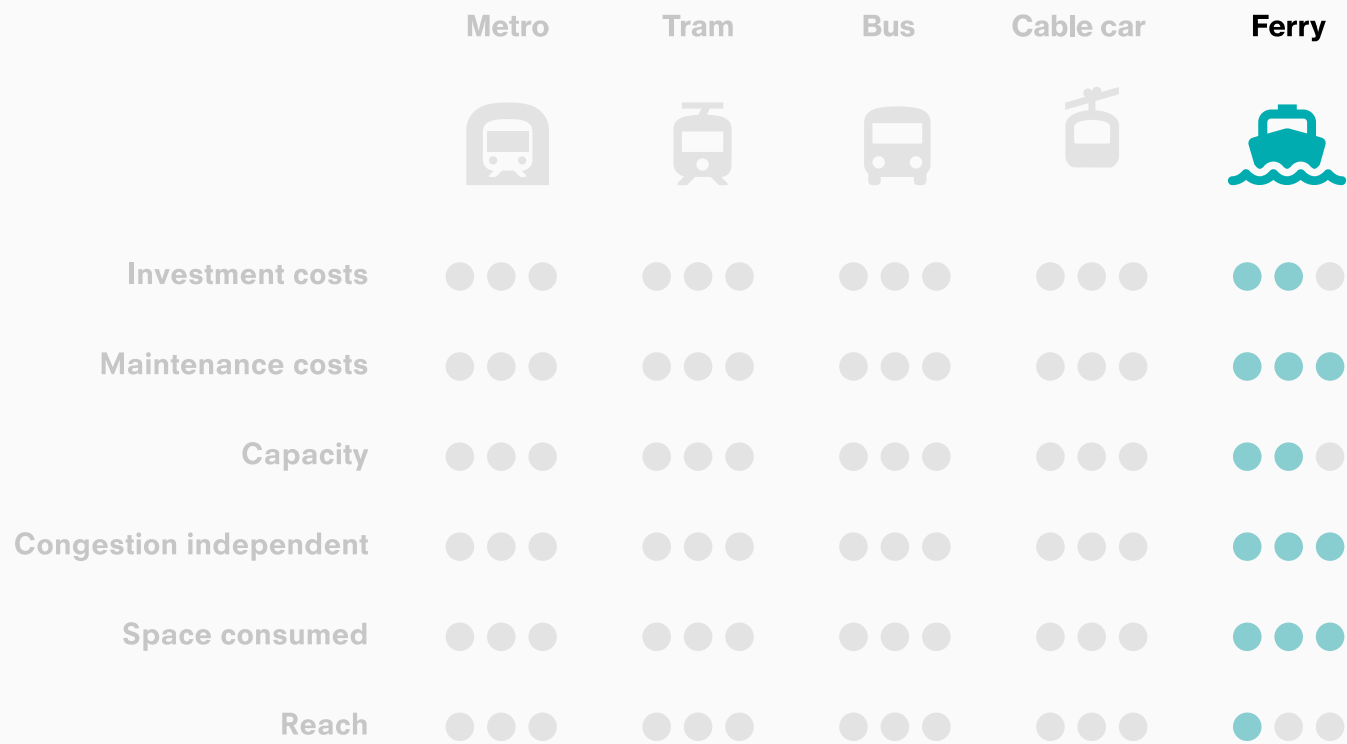 Metro Tram Bus Cable car Ferry
Investment costs
Maintenance costs
Capacity
Congestion independent
Space consumed
Reach